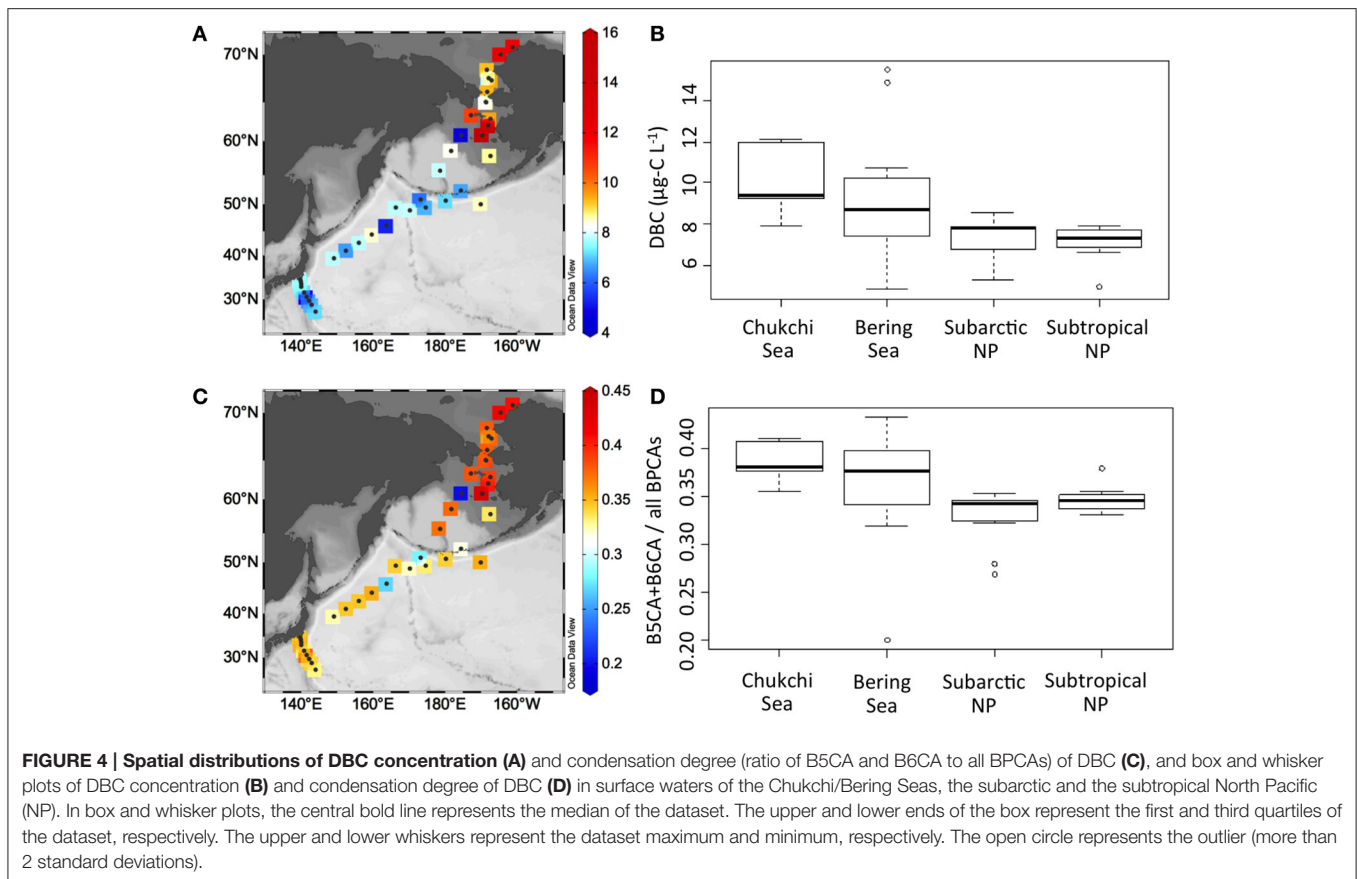 A
70°N
60°N
50°N
40°N
30°N
140°E 160°E 180°E 160°W
16
14
12
10
8
6
4
Ocean Data View
B
DBC (µg-C L⁻¹)
14
12
10
8
6
Chukchi Sea
Bering Sea
Subarctic NP
Subtropical NP
C
70°N
60°N
50°N
40°N
30°N
140°E 160°E 180°E 160°W
0.45
0.4
0.35
0.3
0.25
0.2
Ocean Data View
D
B5CA+B6CA / all BPCAs
0.40
0.35
0.30
0.25
0.20
Chukchi Sea
Bering Sea
Subarctic NP
Subtropical NP
FIGURE 4 | Spatial distributions of DBC concentration (A) and condensation degree (ratio of B5CA and B6CA to all BPCAs) of DBC (C), and box and whisker
plots of DBC concentration (B) and condensation degree of DBC (D) in surface waters of the Chukchi/Bering Seas, the subarctic and the subtropical North Pacific
(NP). In box and whisker plots, the central bold line represents the median of the dataset. The upper and lower ends of the box represent the first and third quartiles of
the dataset, respectively. The upper and lower whiskers represent the dataset maximum and minimum, respectively. The open circle represents the outlier (more than
2 standard deviations).